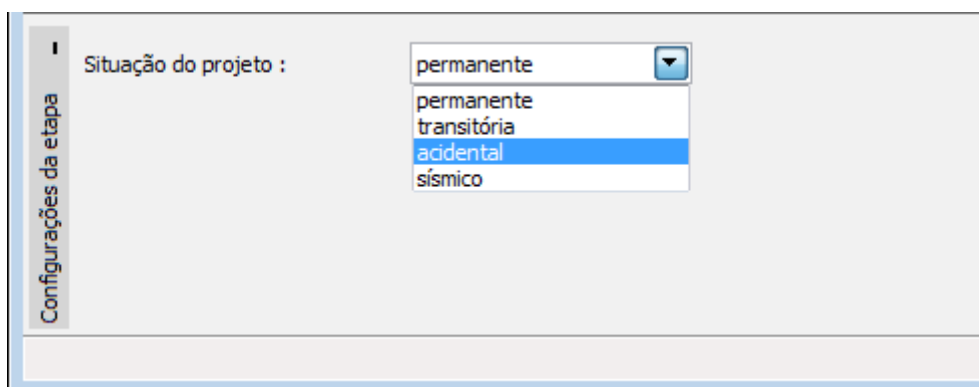 Configurações da etapa
Situação do projeto :
permanente
permanente
transitória
acidental
sísmico